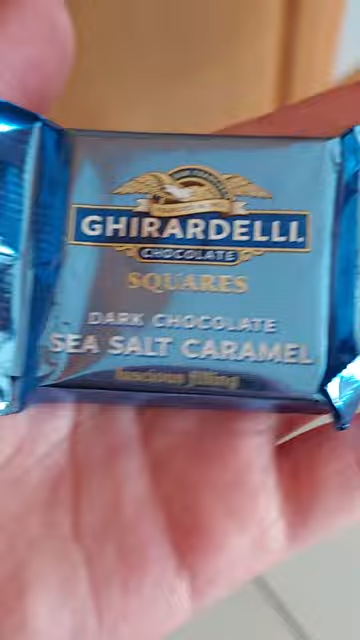 GHIRARDELLI.
CHOCOLATE
SQUARES
DARK CHOCOLATE
SEA SALT CARAMEL
luscious filling